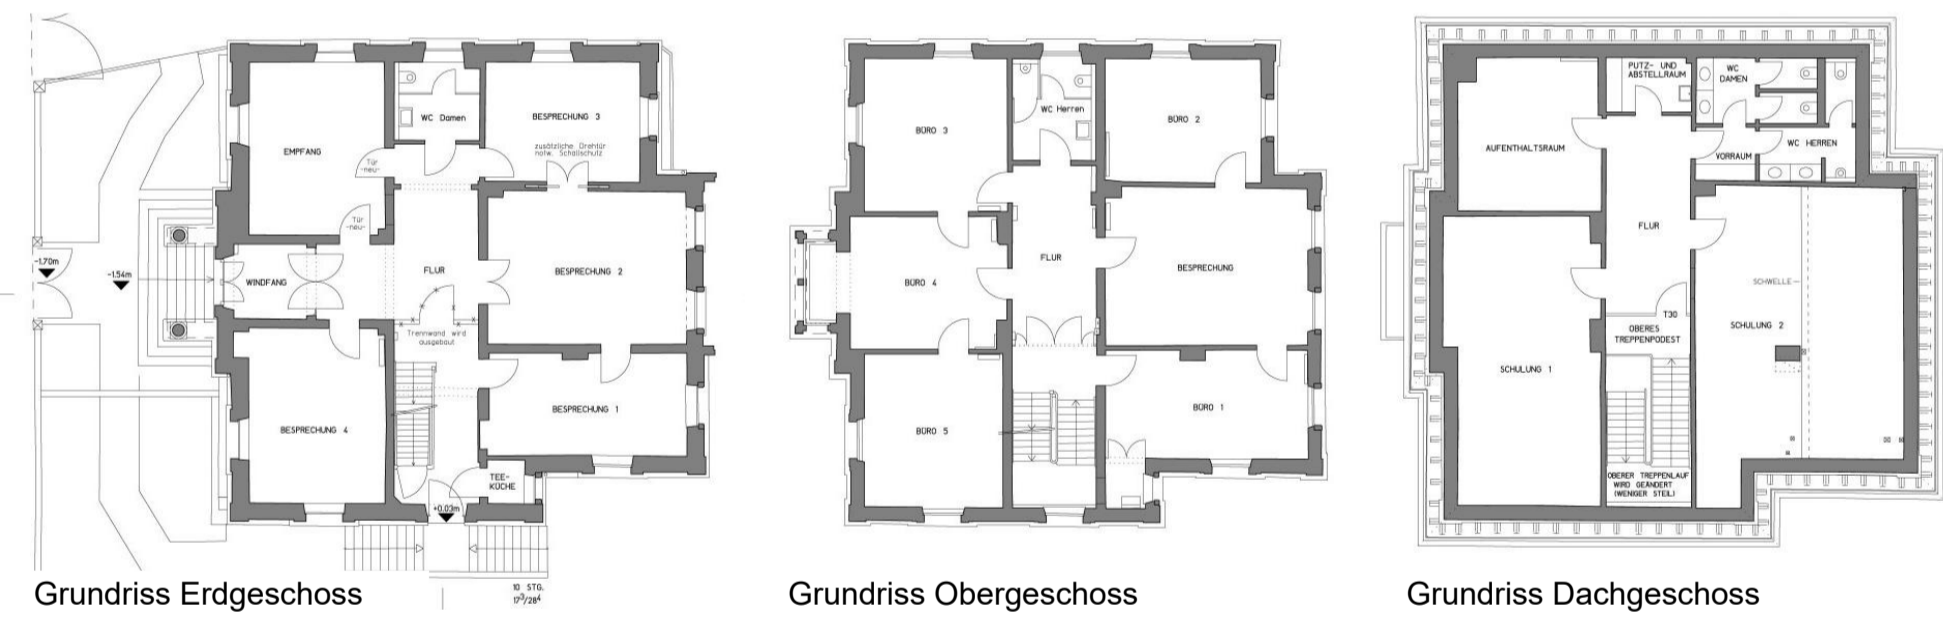 WC Damen
BESPRECHUNG 3
zusätzliche Drehtür
notw. Schallschutz
EMPFANG
Tür
-neu-
Tür
-neu-
-1.70m
-1.54m
WINDFANG
FLUR
BESPRECHUNG 2
Trennwand wird
ausgebaut
BESPRECHUNG 1
BESPRECHUNG 4
TEE-
KÜCHE
+0.03m
10 STG.
Grundriss Erdgeschoss
BÜRO 3
WC Herren
BÜRO 2
BÜRO 4
FLUR
BESPRECHUNG
BÜRO 5
BÜRO 1
Grundriss Obergeschoss
PUTZ- UND
ABSTELLRAUM
WC
DAMEN
AUFENTHALTSRAUM
VORRAUM
WC HERREN
FLUR
SCHWELLE
T30
OBERES
TREPPENPODEST
SCHULUNG 2
SCHULUNG 1
OBERER TREPPENLAUF
WIRD GEÄNDERT
(WENIGER STEIL)
Grundriss Dachgeschoss